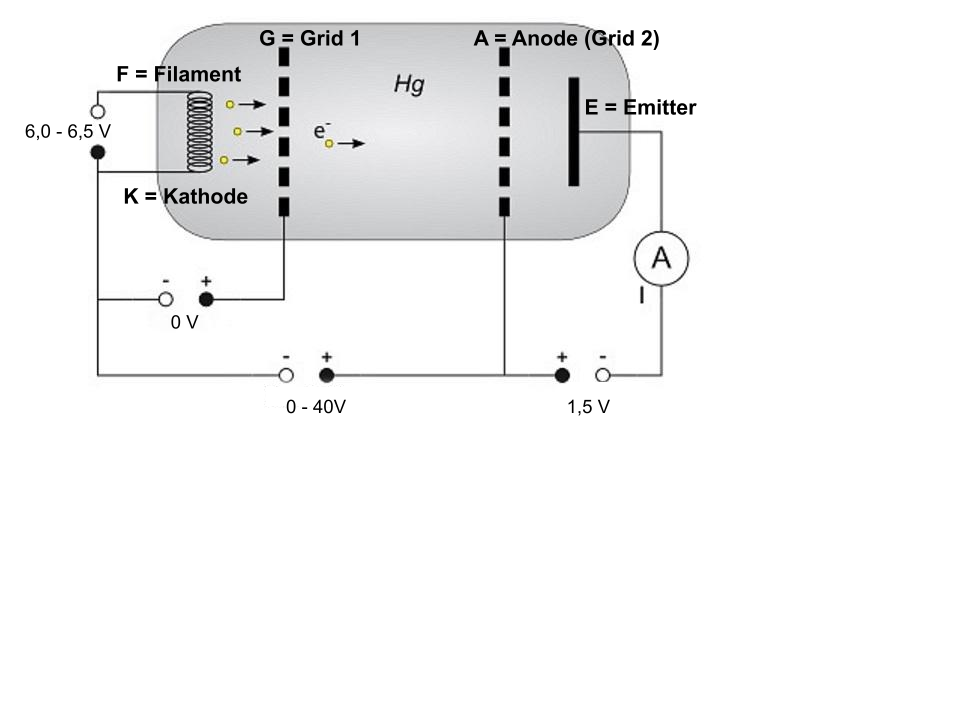 G = Grid 1
A = Anode (Grid 2)
F = Filament
Hg
E = Emitter
6,0 - 6,5 V
e-
K = Kathode
A
I
- +
0 V
- +
+ -
0 - 40V
1,5 V